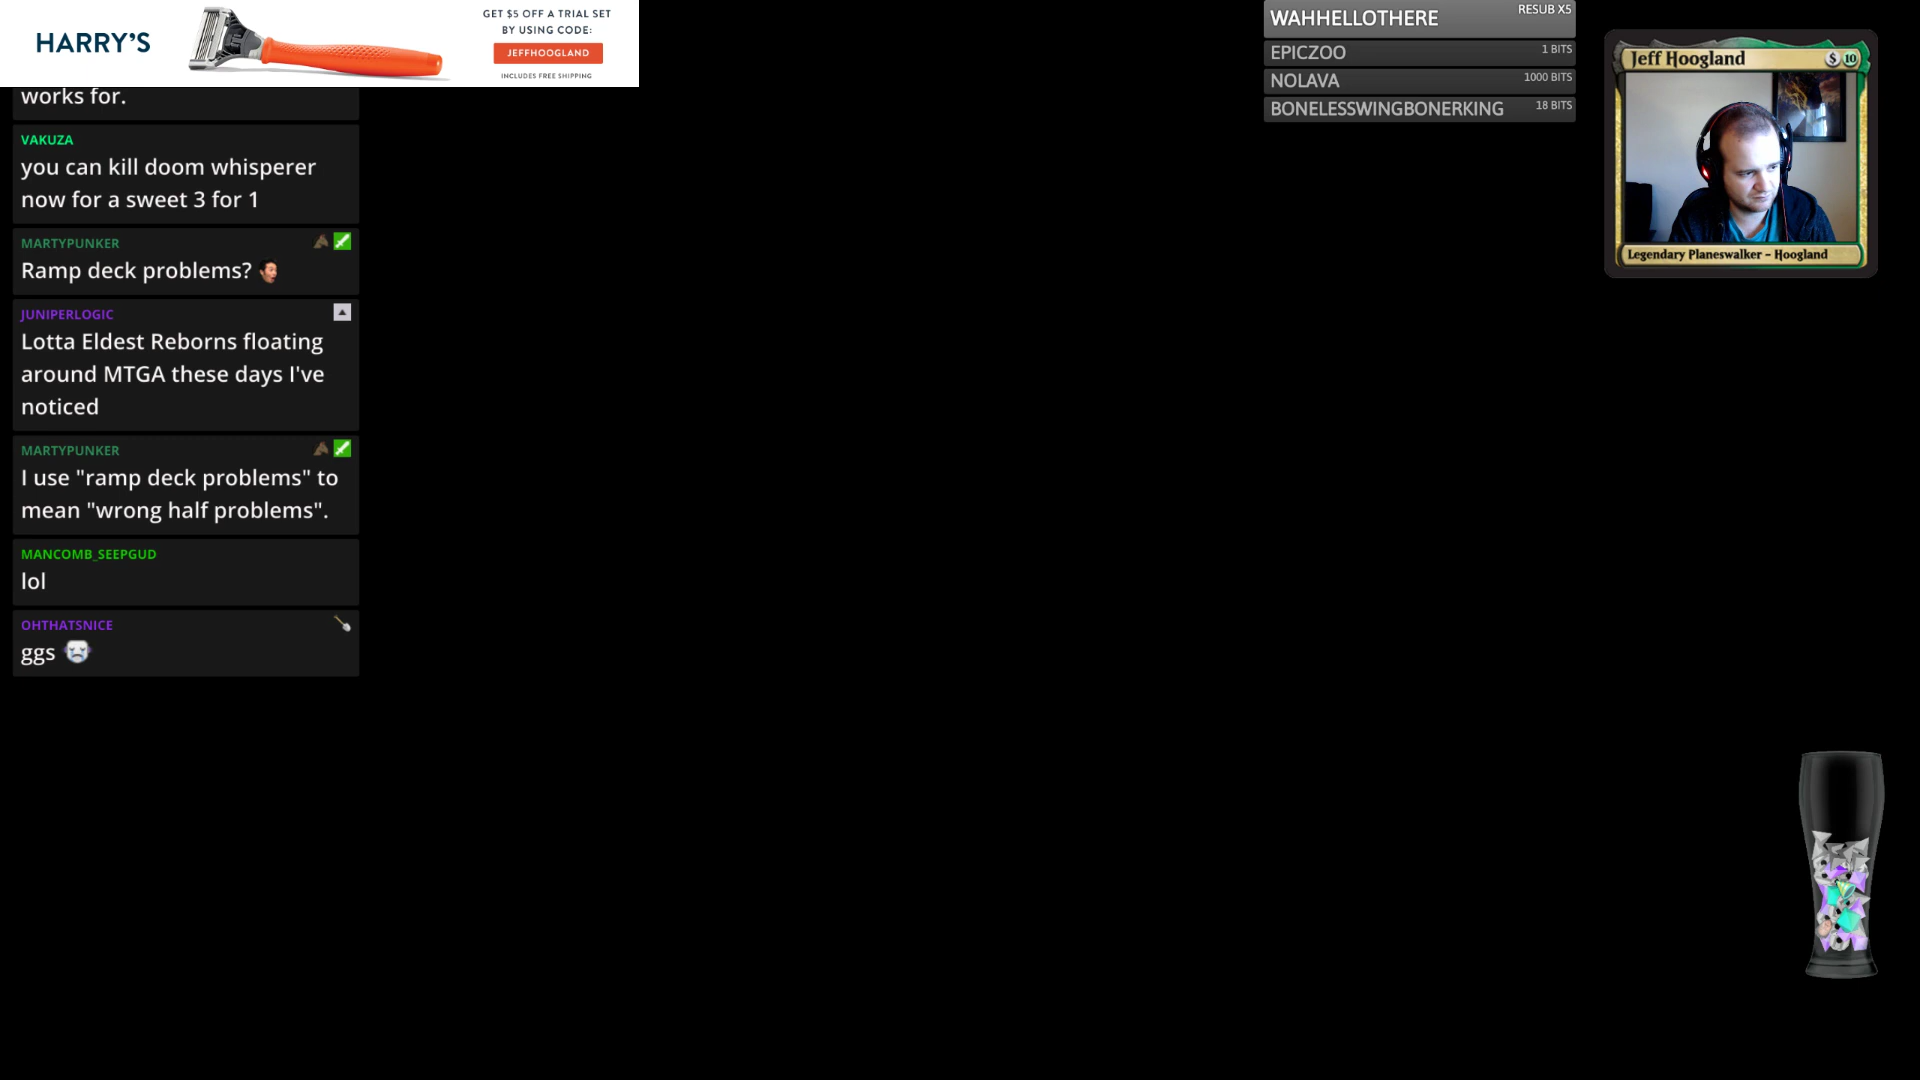 HARRY'S
GET $5 OFF A TRIAL SET
BY USING CODE:
JEFFHOOGLAND
INCLUDES FREE SHIPPING
works for.
VAKUZA
you can kill doom whisperer
now for a sweet 3 for 1
MARTYPUNKER
Ramp deck problems?
JUNIPERLOGIC
Lotta Eldest Reborns floating
around MTGA these days I've
noticed
MARTYPUNKER
I use "ramp deck problems" to
mean "wrong half problems".
MANCOMB_SEEPGUD
lol
OHTHATSNICE
ggs
WAHHELLOTHERE RESUB X5
EPICZOO 1 BITS
NOLAVA 1000 BITS
BONELESSWINGBONERKING 18 BITS
Jeff Hoogland $ 10
Legendary Planeswalker - Hoogland